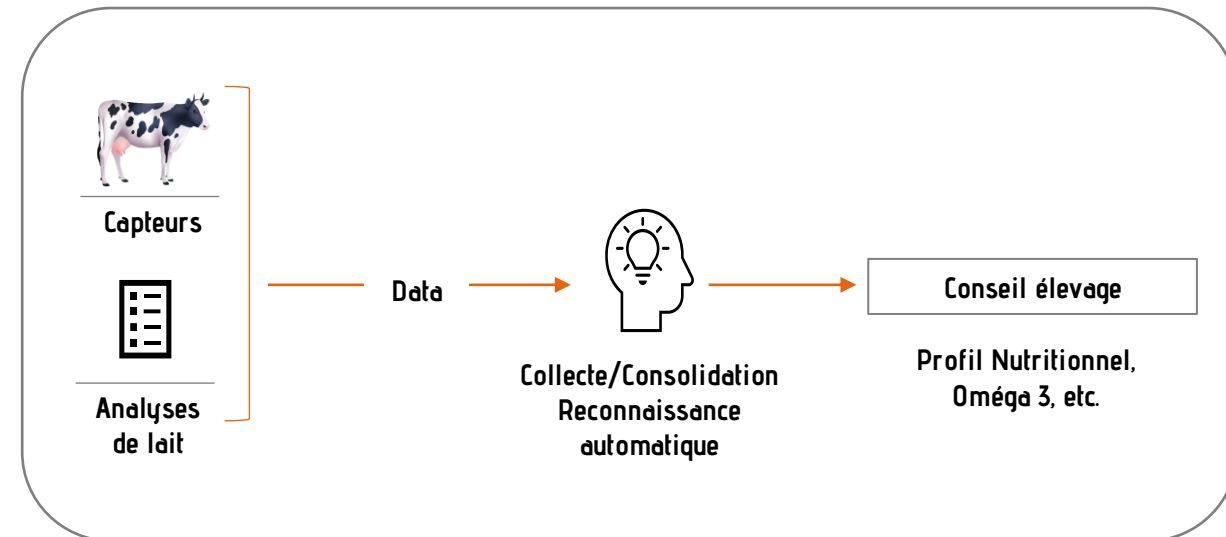 Capteurs
Analyses
de lait
Data
Collecte/Consolidation
Reconnaissance
automatique
Conseil élevage
Profil Nutritionnel,
Oméga 3, etc.